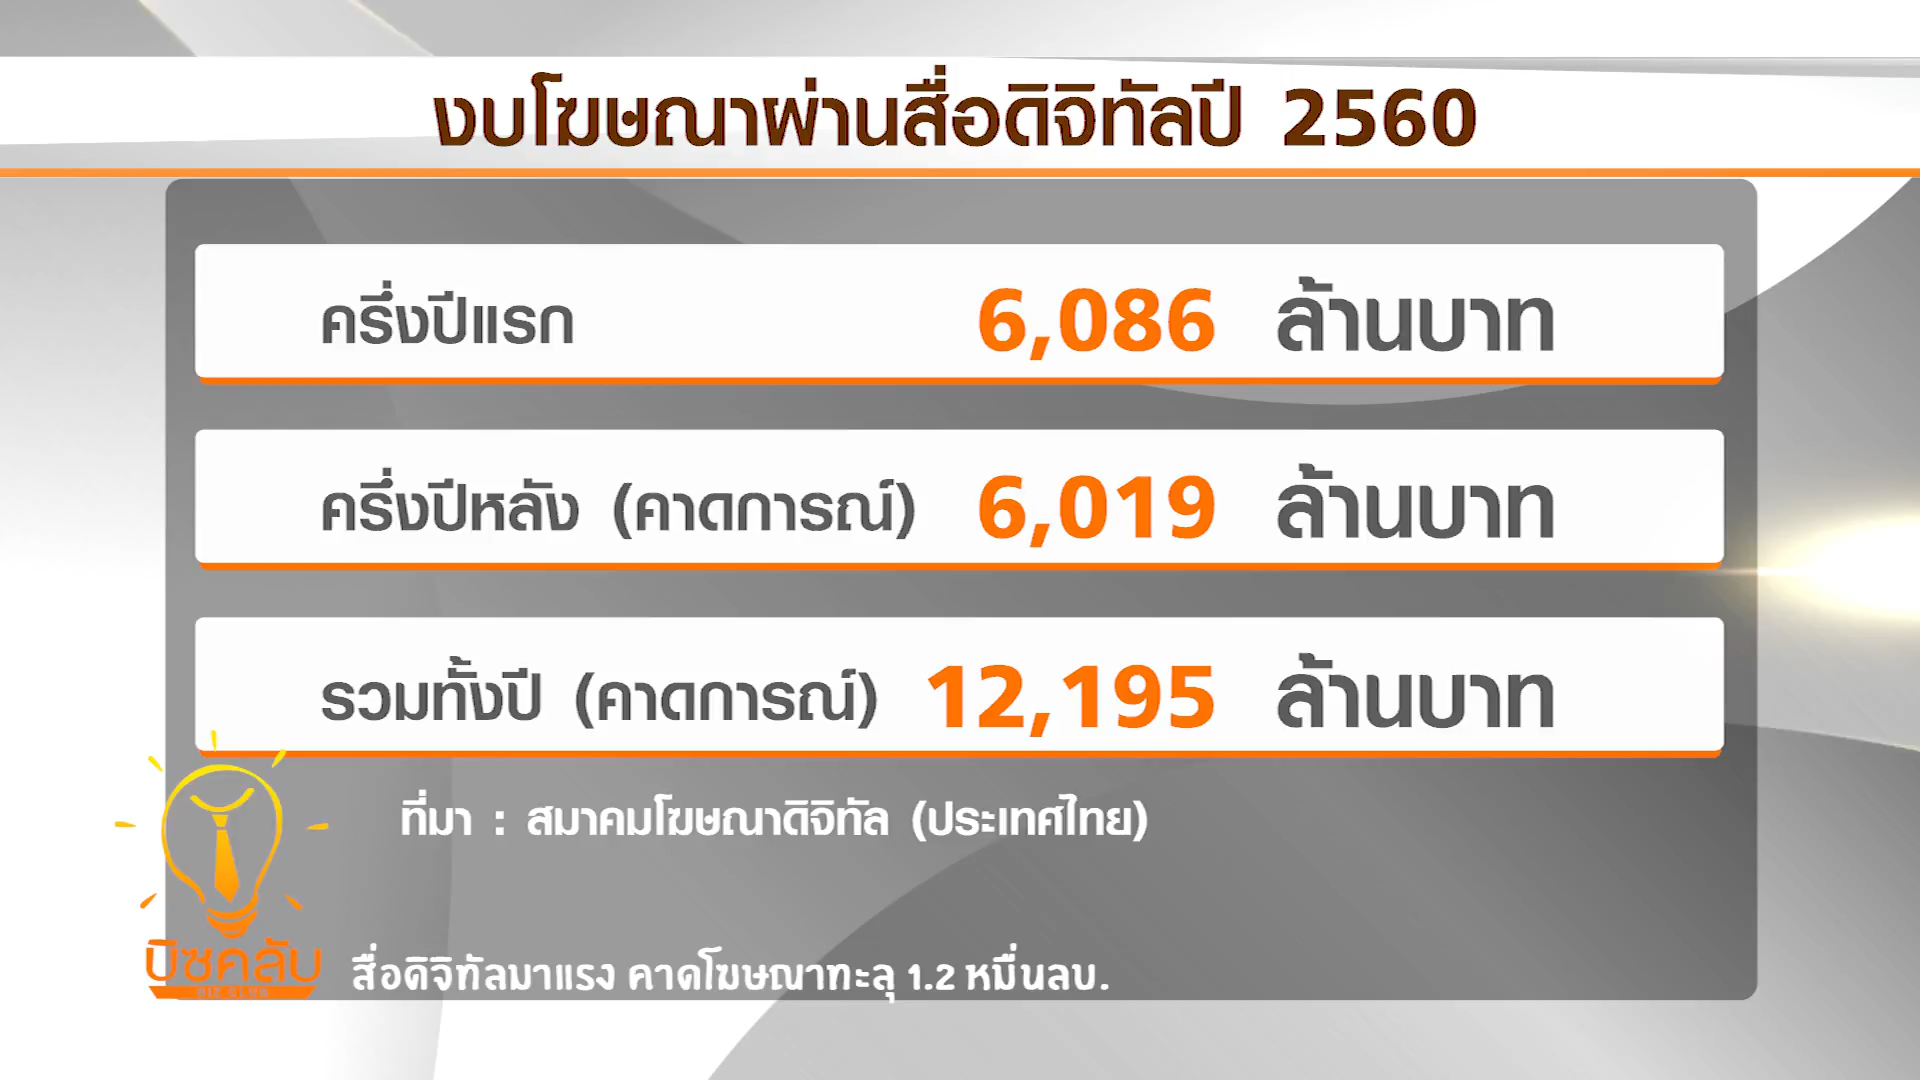 งบโฆษณาผ่านสื่อดิจิทัลปี 2560
ครึ่งปีแรก 6,086 ล้านบาท
ครึ่งปีหลัง (คาดการณ์) 6,019 ล้านบาท
รวมทั้งปี (คาดการณ์) 12,195 ล้านบาท
ที่มา : สมาคมโฆษณาดิจิทัล (ประเทศไทย)
บิซคลับ
BIZ CLUB
สื่อดิจิทัลมาแรง คาดโฆษณาทะลุ 1.2 หมื่นลบ.